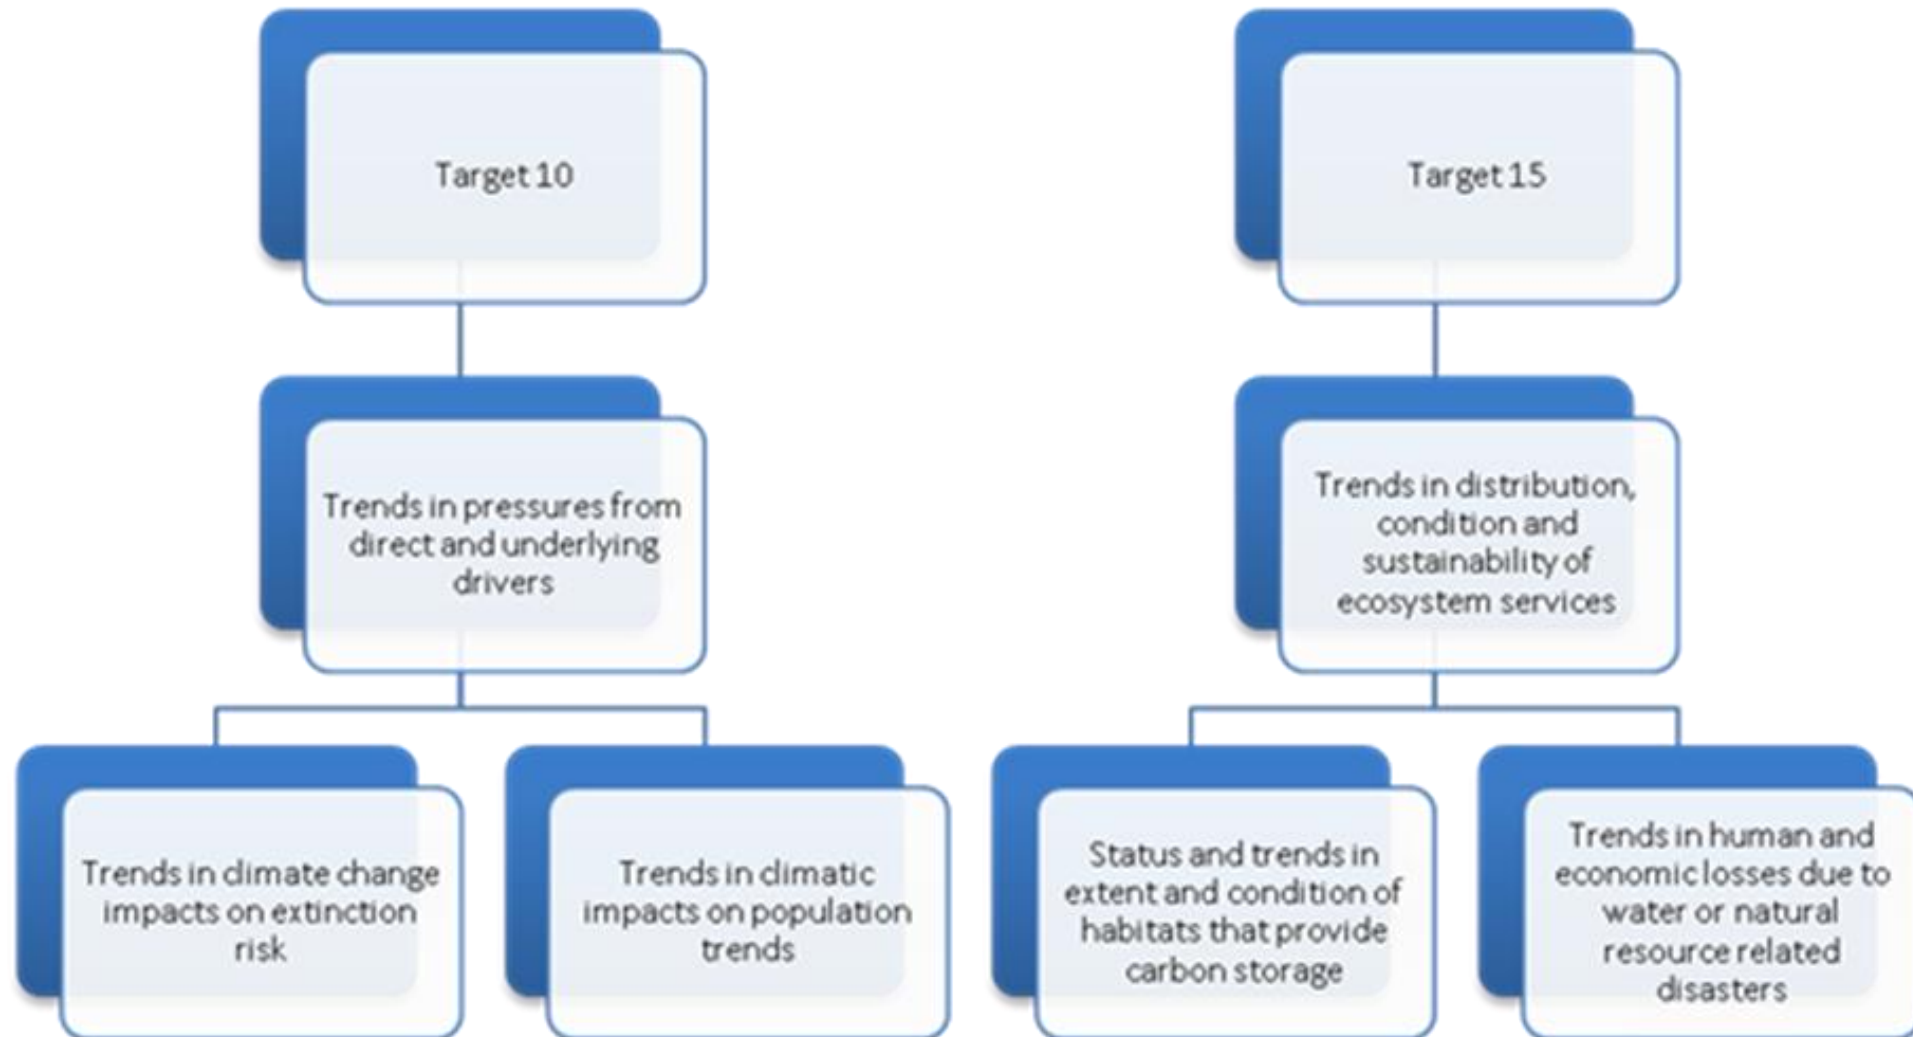 Target 10
Target 15
Trends in pressures from
direct and underlying
drivers
Trends in distribution,
condition and
sustainability of
ecosystem services
Trends in climate change
impacts on extinction
risk
Trends in climatic
impacts on population
trends
Status and trends in
extent and condition of
habitats that provide
carbon storage
Trends in human and
economic losses due to
water or natural
resource related
disasters